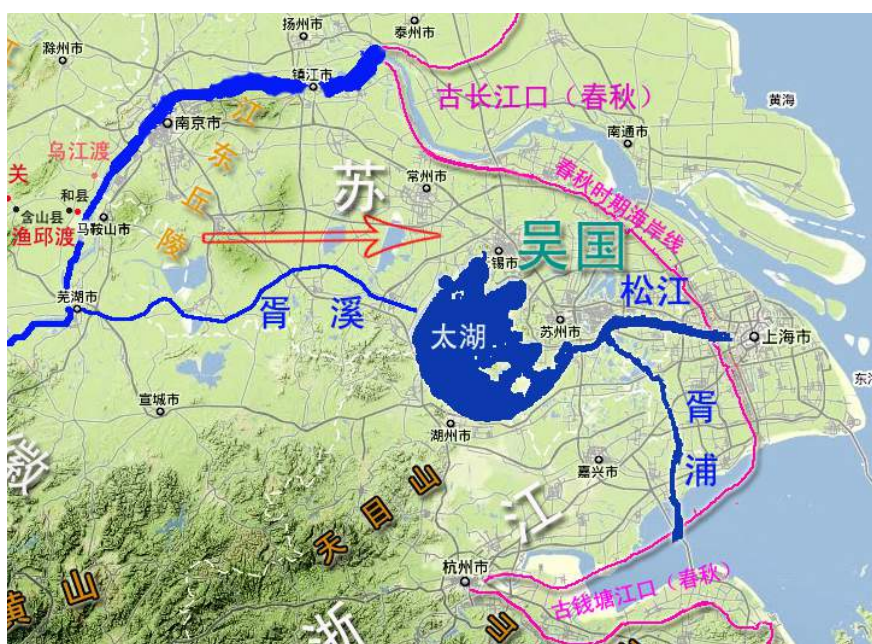 扬州市
泰州市
滁州市
镇江市
古长江口（春秋）
黄海
南京市
江东丘陵
南通市
乌江渡
苏
常州市
春秋时期海岸线
关
和县
含山县
渔邱渡
马鞍山市
吴国
锡市
芜湖市
松江
胥溪
太湖
苏州市
上海市
宣城市
胥浦
湖州市
嘉兴市
徽
天目山
江
杭州市
古钱塘江口（春秋）
黄山
浙
山